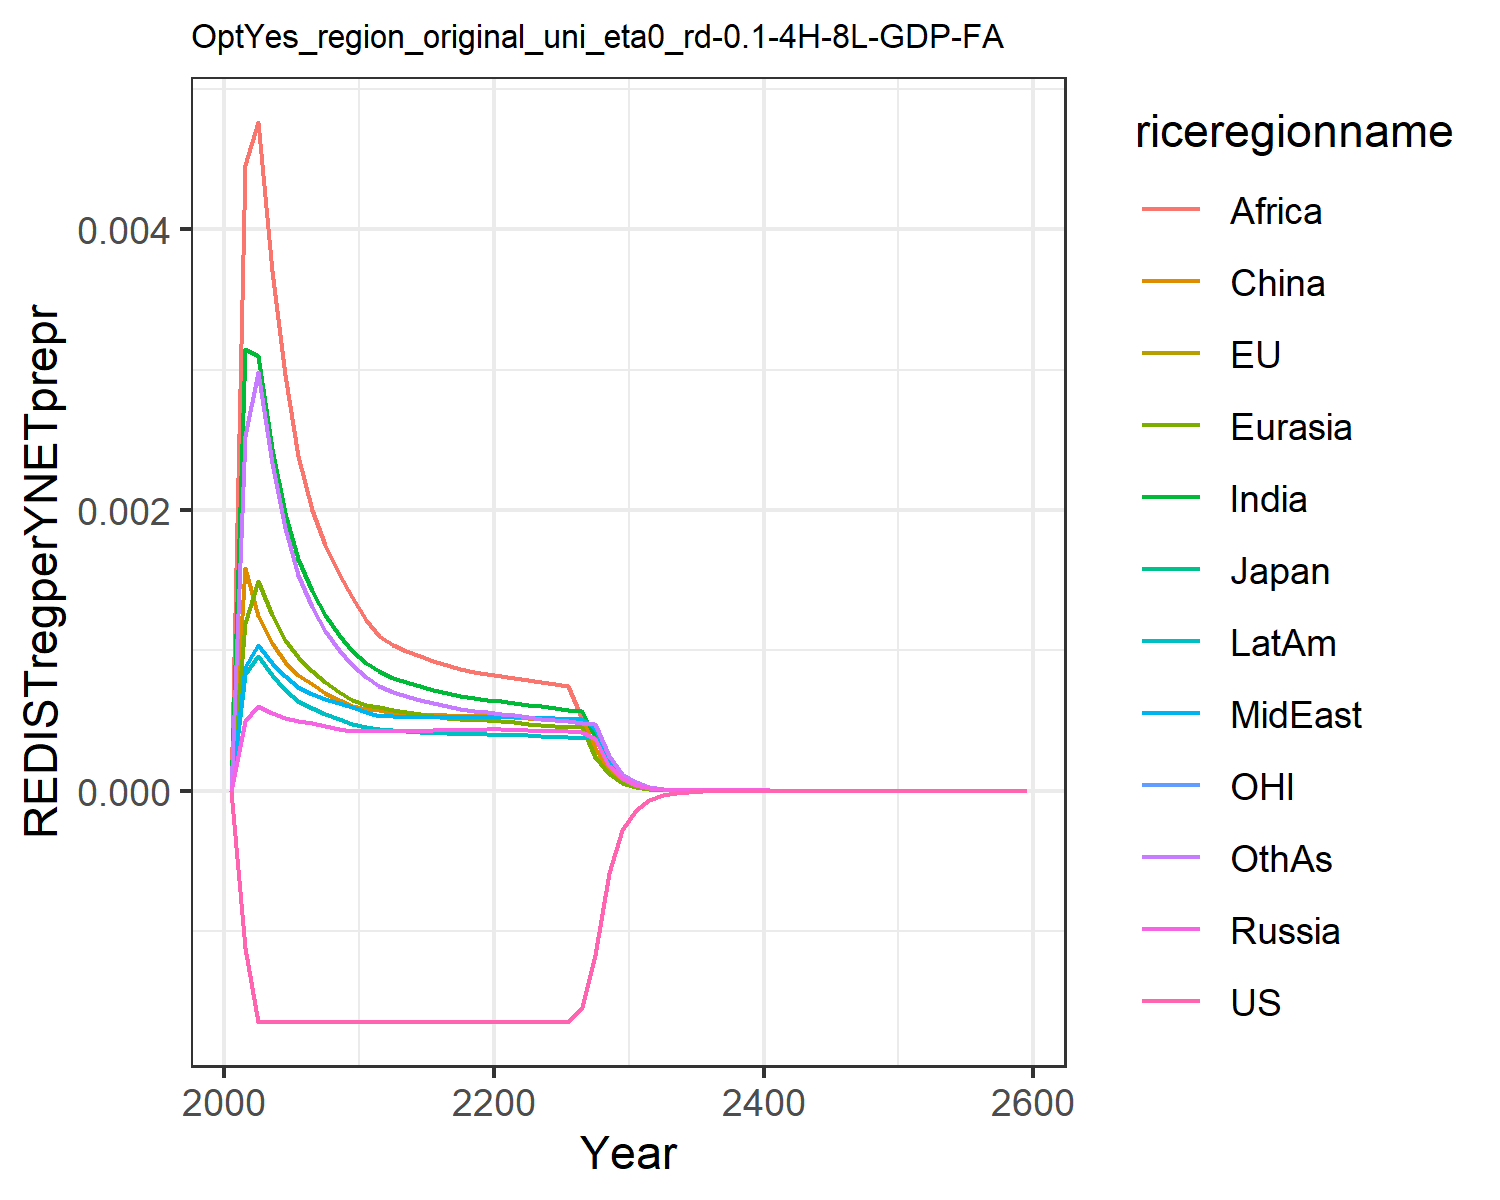 OptYes_region_original_uni_eta0_rd-0.1-4H-8L-GDP-FA
REDISTregperYNETprepr
0.004
0.002
0.000
2000 2200 2400 2600
Year
riceregionname
Africa
China
EU
Eurasia
India
Japan
LatAm
MidEast
OHI
OthAs
Russia
US